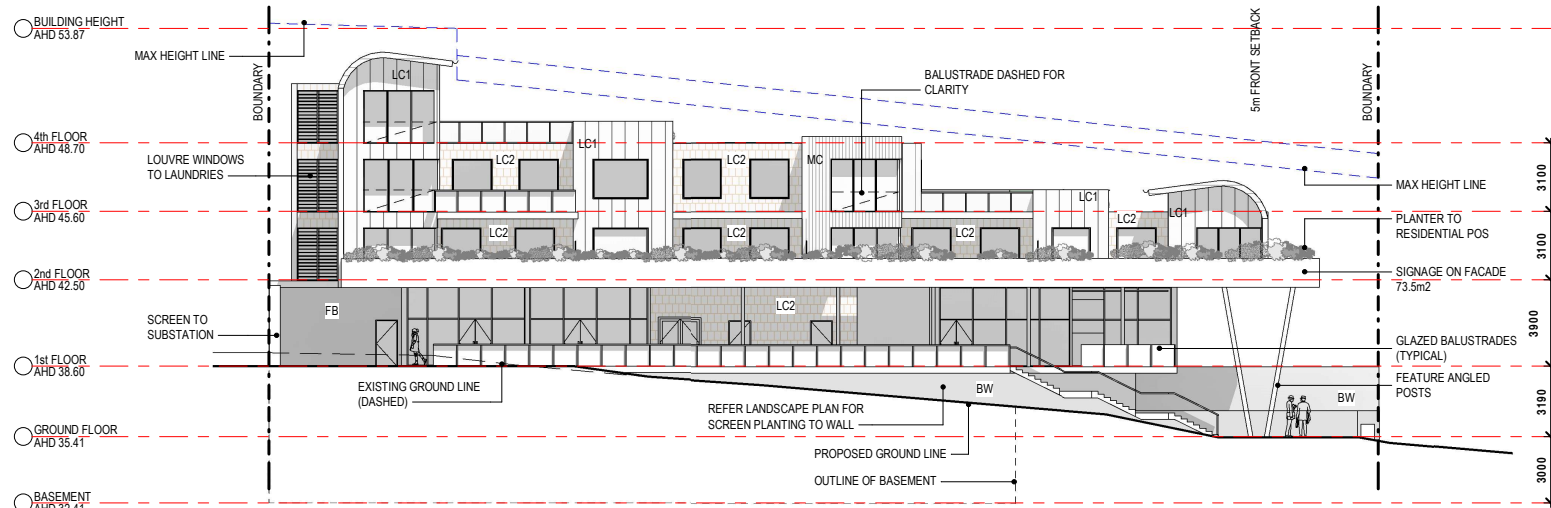 BUILDING HEIGHT
AHD 53.87
MAX HEIGHT LINE
BOUNDARY
LC1
BALUSTRADE DASHED FOR
CLARITY
5m FRONT SETBACK
BOUNDARY
4th FLOOR
AHD 48.70
LOUVRE WINDOWS
TO LAUNDRIES
LC1
LC2
LC2
MC
MAX HEIGHT LINE
3100
3rd FLOOR
AHD 45.60
LC2
LC2
LC2
LC1
LC2
LC1
PLANTER TO
RESIDENTIAL POS
3100
2nd FLOOR
AHD 42.50
SIGNAGE ON FACADE
73.5m2
SCREEN TO
SUBSTATION
FB
LC2
3900
GLAZED BALUSTRADES
(TYPICAL)
1st FLOOR
AHD 38.60
EXISTING GROUND LINE
(DASHED)
BW
FEATURE ANGLED
POSTS
BW
3190
REFER LANDSCAPE PLAN FOR
SCREEN PLANTING TO WALL
GROUND FLOOR
AHD 35.41
PROPOSED GROUND LINE
OUTLINE OF BASEMENT
3000
BASEMENT
AHD 32.41